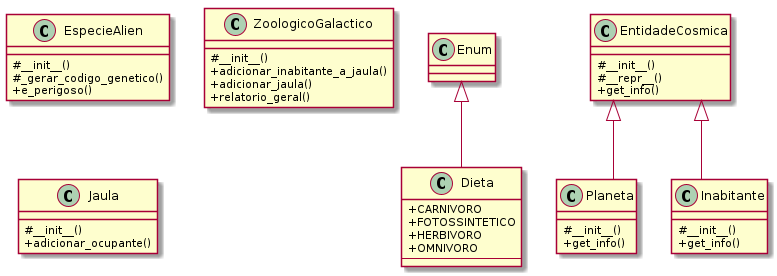 C EspecieAlien
#__init__()
#_gerar_codigo_genetico()
+e_perigoso()
C ZoologicoGalactico
#__init__()
+adicionar_inabitante_a_jaula()
+adicionar_jaula()
+relatorio_geral()
C Enum
C EntidadeCosmica
#__init__()
#__repr__()
+get_info()
C Jaula
#__init__()
+adicionar_ocupante()
C Dieta
+CARNIVORO
+FOTOSSINTETICO
+HERBIVORO
+OMNIVORO
C Planeta
#__init__()
+get_info()
C Inabitante
#__init__()
+get_info()